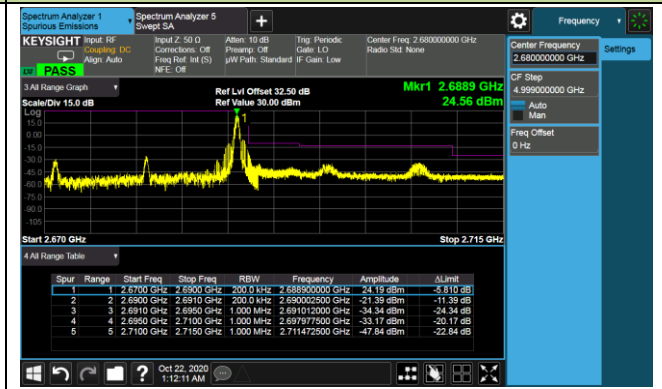 Spectrum Analyzer 1
Spurious Emissions
Spectrum Analyzer 5
Swept SA
Frequency
KEYSIGHT
Input: RF
Coupling: DC
Align: Auto
Input Z: 50 Ω
Corrections: Off
Freq Ref: Int (S)
NFE: Off
Atten: 10 dB
Preamp: Off
µW Path: Standard
Trig: Periodic
Gate: LO
IF Gain: Low
Center Freq: 2.680000000 GHz
Radio Std: None
PASS
Center Frequency
2.680000000 GHz
Settings
CF Step
4.999000000 GHz
Auto
Man
Freq Offset
0 Hz
3 All Range Graph
Scale/Div 15.0 dB
Ref Lvl Offset 32.50 dB
Ref Value 30.00 dBm
Mkr1 2.6889 GHz
24.56 dBm
Log
15.0
0.00
-15.0
-30.0
-45.0
-60.0
-75.0
-90.0
-105
1
Start 2.670 GHz
Stop 2.715 GHz
4 All Range Table
Spur Range Start Freq Stop Freq RBW Frequency Amplitude ΔLimit
1 1 2.6700 GHz 2.6900 GHz 200.0 kHz 2.688900000 GHz 24.19 dBm -5.810 dB
2 2 2.6900 GHz 2.6910 GHz 200.0 kHz 2.690002500 GHz -21.39 dBm -11.39 dB
3 3 2.6910 GHz 2.6950 GHz 1.000 MHz 2.691012000 GHz -34.34 dBm -24.34 dB
4 4 2.6950 GHz 2.7100 GHz 1.000 MHz 2.697977500 GHz -33.17 dBm -20.17 dB
5 5 2.7100 GHz 2.7150 GHz 1.000 MHz 2.711472500 GHz -47.84 dBm -22.84 dB
Oct 22, 2020
1:12:11 AM